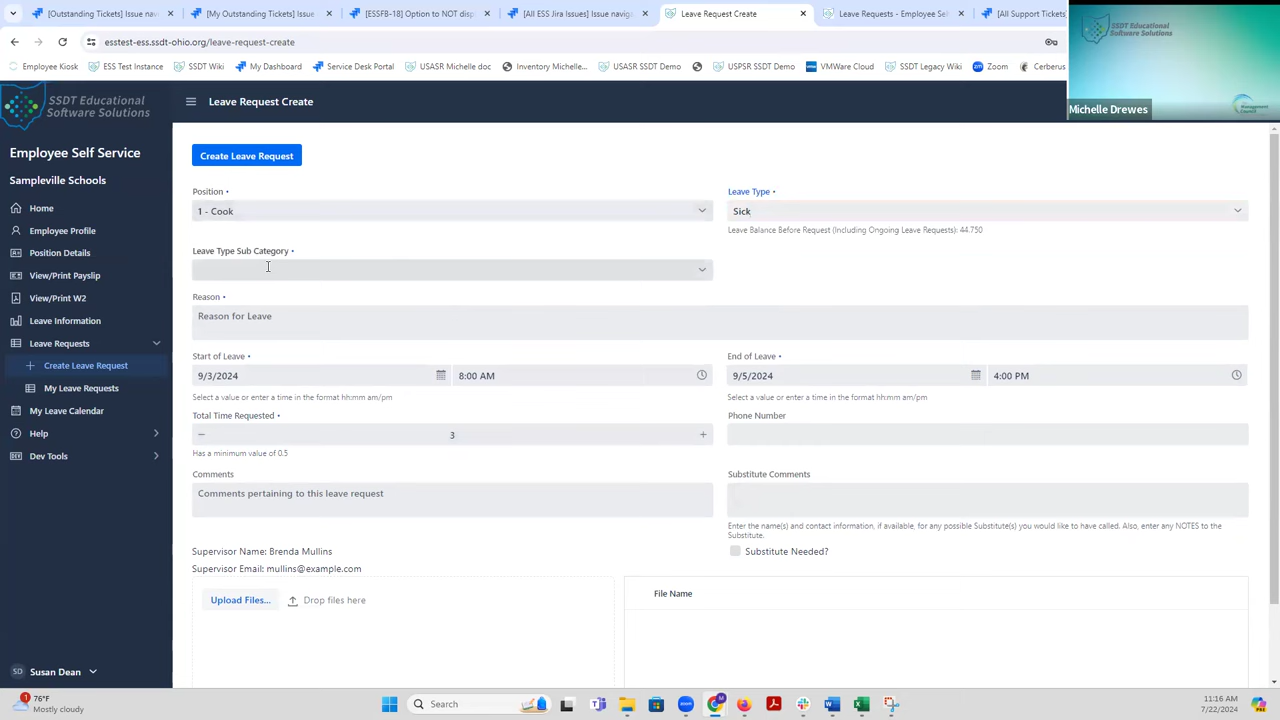 [Outstanding Tickets] Issue nav
[My Outstanding Tickets] Issue
[ESSFB-18] Option to NOT disp
[All ESS Jira Issues] Issue navig
Leave Request Create
Leave Requests - Employee Sel
[All Support Tickets]
esstest-ess.ssdt-ohio.org/leave-request-create
Employee Kiosk
ESS Test Instance
SSDT Wiki
My Dashboard
Service Desk Portal
USASR Michelle doc
Inventory Michelle...
USASR SSDT Demo
USPSR SSDT Demo
VMWare Cloud
SSDT Legacy Wiki
Zoom
Cerberus
SSDT Educational
Software Solutions
Michelle Drewes
SSDT Educational
Software Solutions
Leave Request Create
Employee Self Service
Sampleville Schools
Home
Employee Profile
Position Details
View/Print Payslip
View/Print W2
Leave Information
Leave Requests
Create Leave Request
My Leave Requests
My Leave Calendar
Help
Dev Tools
SD Susan Dean
Create Leave Request
Position •
1 - Cook
Leave Type •
Sick
Leave Balance Before Request (Including Ongoing Leave Requests): 44.750
Leave Type Sub Category •
Reason •
Reason for Leave
Start of Leave •
9/3/2024
8:00 AM
Select a value or enter a time in the format hh:mm am/pm
End of Leave •
9/5/2024
4:00 PM
Select a value or enter a time in the format hh:mm am/pm
Total Time Requested •
3
Has a minimum value of 0.5
Phone Number
Comments
Comments pertaining to this leave request
Substitute Comments
Enter the name(s) and contact information, if available, for any possible Substitute(s) you would like to have called. Also, enter any NOTES to the
Substitute.
Supervisor Name: Brenda Mullins
Substitute Needed?
Supervisor Email: mullins@example.com
Upload Files...
Drop files here
File Name
1
76°F
Mostly cloudy
Search
11:16 AM
7/22/2024